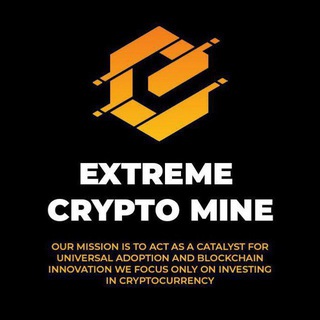 EXTREME
CRYPTO MINE
OUR MISSION IS TO ACT AS A CATALYST FOR
UNIVERSAL ADOPTION AND BLOCKCHAIN
INNOVATION WE FOCUS ONLY ON INVESTING
IN CRYPTOCURRENCY